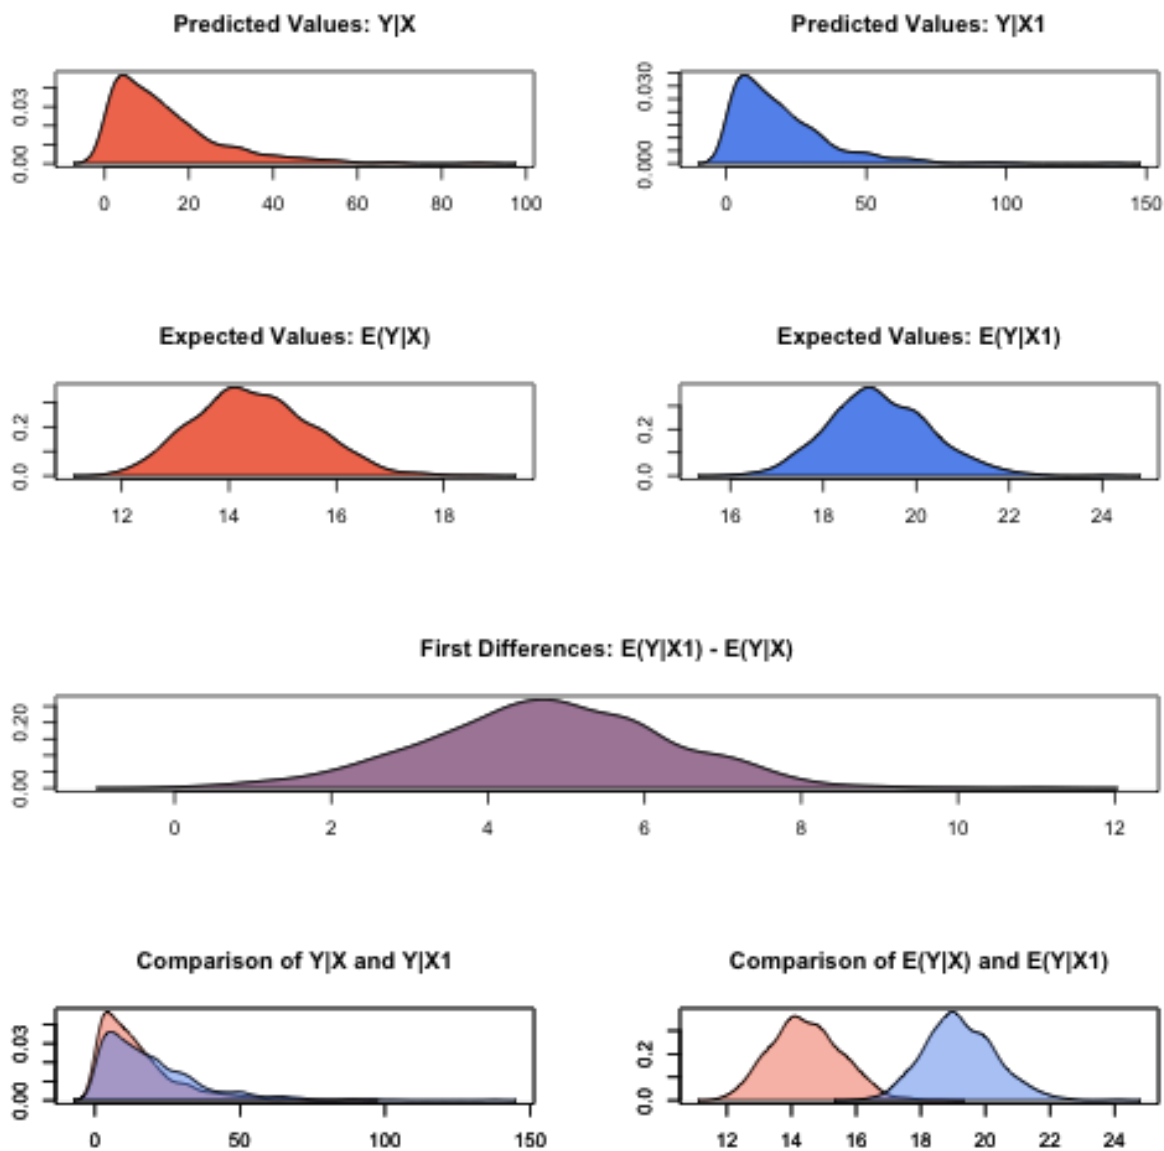 Predicted Values: Y|X
0.03
0.00
0 20 40 60 80 100
Predicted Values: Y|X1
0.030
0.000
0 50 100 150
Expected Values: E(Y|X)
0.2
0.0
12 14 16 18
Expected Values: E(Y|X1)
0.2
0.0
16 18 20 22 24
First Differences: E(Y|X1) - E(Y|X)
0.20
0.00
0 2 4 6 8 10 12
Comparison of Y|X and Y|X1
0.03
0.00
0 50 100 150
Comparison of E(Y|X) and E(Y|X1)
0.2
0.0
12 14 16 18 20 22 24